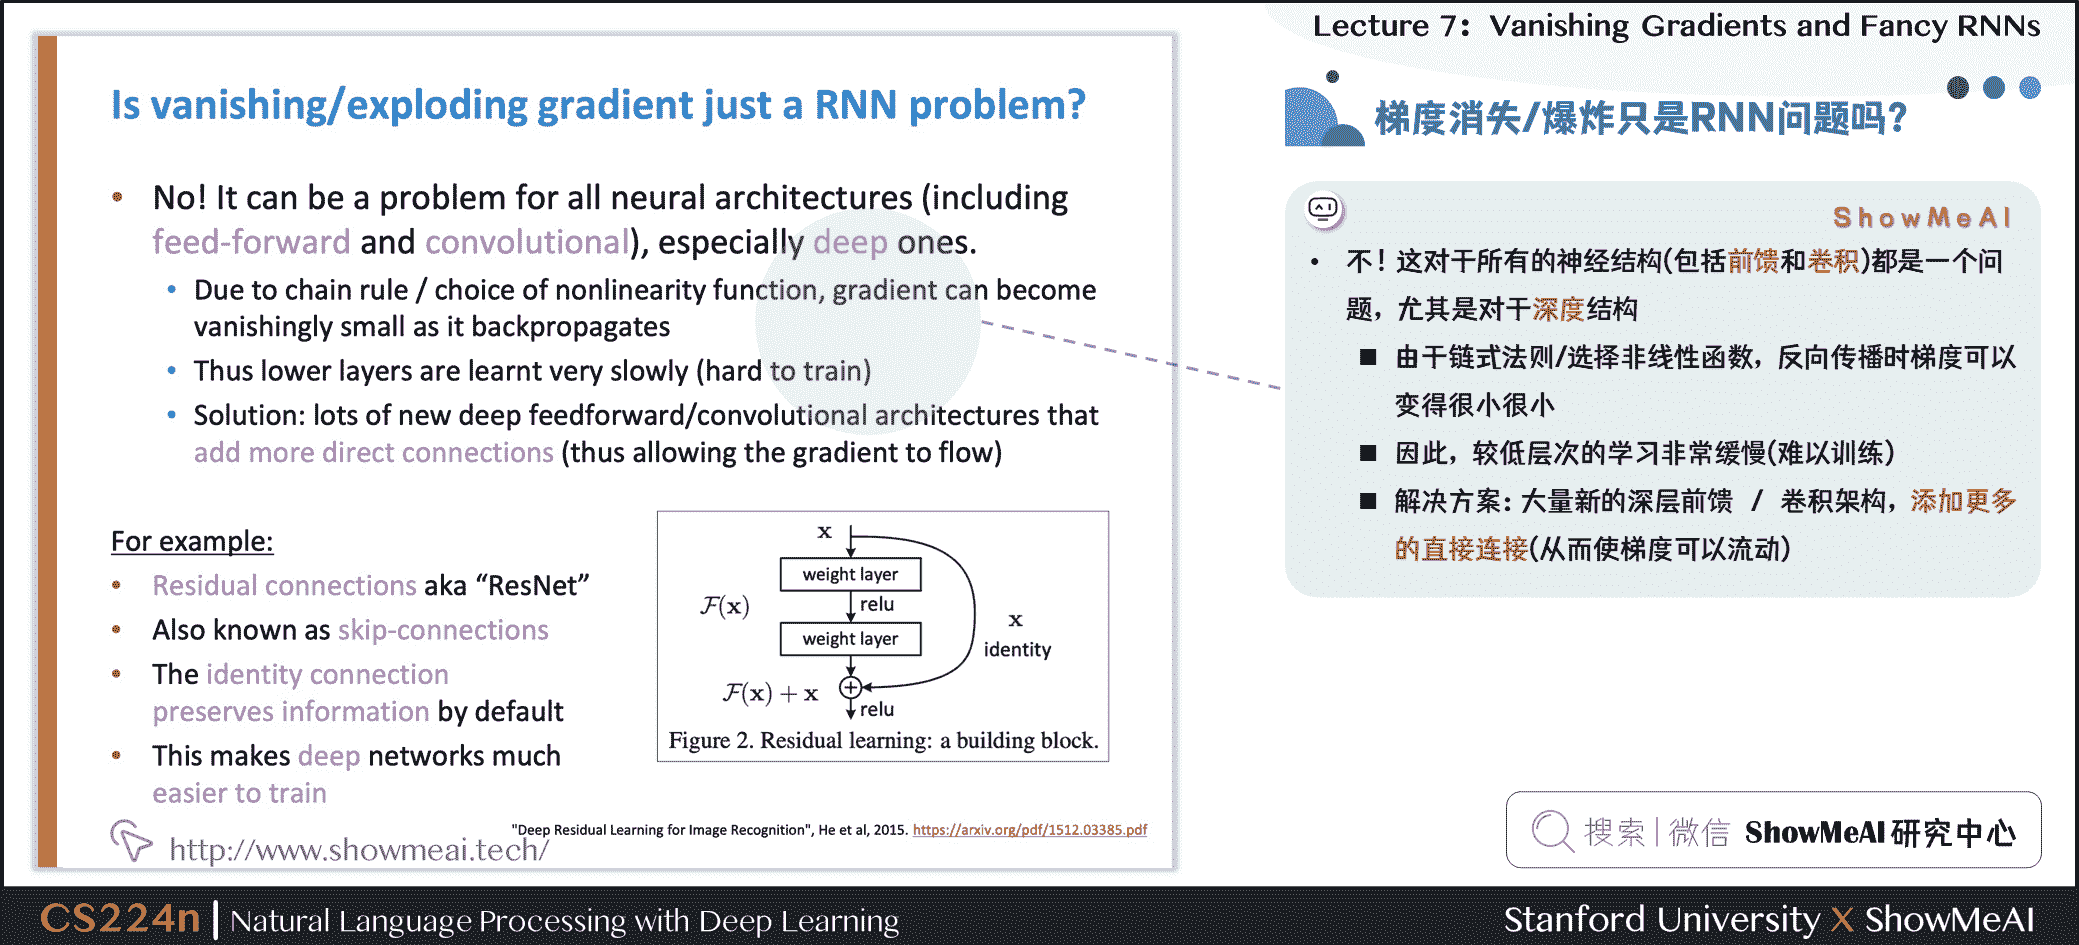 Lecture 7: Vanishing Gradients and Fancy RNNs
Is vanishing/exploding gradient just a RNN problem?
• No! It can be a problem for all neural architectures (including
feed-forward and convolutional), especially deep ones.
• Due to chain rule / choice of nonlinearity function, gradient can become
vanishingly small as it backpropagates
• Thus lower layers are learnt very slowly (hard to train)
• Solution: lots of new deep feedforward/convolutional architectures that
add more direct connections (thus allowing the gradient to flow)
For example:
• Residual connections aka “ResNet”
• Also known as skip-connections
• The identity connection
preserves information by default
• This makes deep networks much
easier to train
x
weight layer
F(x)
relu
weight layer
x
identity
F(x) + x
relu
Figure 2. Residual learning: a building block.
"Deep Residual Learning for Image Recognition", He et al, 2015. https://arxiv.org/pdf/1512.03385.pdf
http://www.showmeai.tech/
梯度消失/爆炸只是RNN问题吗?
ShowMeAI
• 不! 这对于所有的神经结构(包括前馈和卷积)都是一个问
题, 尤其是对于深度结构
■ 由于链式法则/选择非线性函数, 反向传播时梯度可以
变得很小很小
■ 因此, 较低层次的学习非常缓慢(难以训练)
■ 解决方案: 大量新的深层前馈 / 卷积架构, 添加更多
的直接连接(从而使梯度可以流动)
搜索|微信 ShowMeAI 研究中心
CS224n | Natural Language Processing with Deep Learning
Stanford University X ShowMeAI